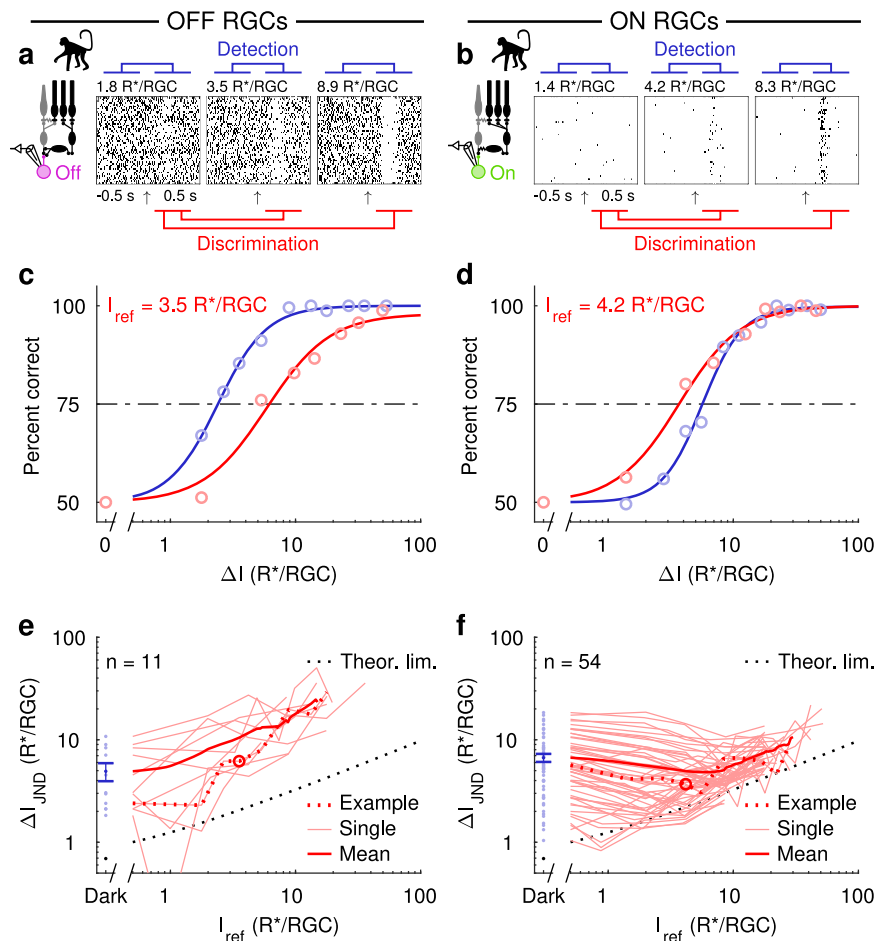 OFF RGCs
ON RGCs
a
Detection
1.8 R*/RGC
3.5 R*/RGC
8.9 R*/RGC
Off
-0.5 s
↑
0.5 s
↑
↑
Discrimination
b
Detection
1.4 R*/RGC
4.2 R*/RGC
8.3 R*/RGC
On
-0.5 s
↑
0.5 s
↑
↑
Discrimination
c
I_ref = 3.5 R*/RGC
Percent correct
100
75
50
0
1
10
100
ΔI (R*/RGC)
d
I_ref = 4.2 R*/RGC
Percent correct
100
75
50
0
1
10
100
ΔI (R*/RGC)
e
n = 11
Theor. lim.
ΔI_JND
(R*/RGC)
100
10
1
Example
Single
Mean
Dark
1
10
100
I_ref (R*/RGC)
f
n = 54
Theor. lim.
ΔI_JND
(R*/RGC)
100
10
1
Example
Single
Mean
Dark
1
10
100
I_ref (R*/RGC)